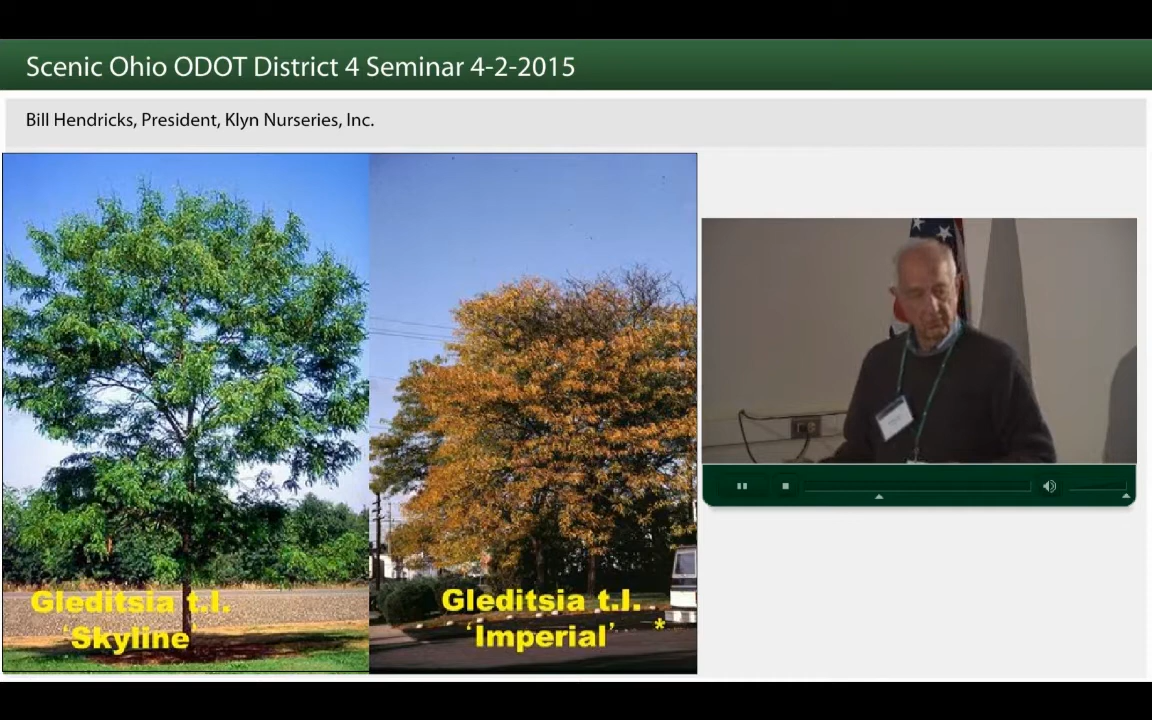 Scenic Ohio ODOT District 4 Seminar 4-2-2015
Bill Hendricks, President, Klyn Nurseries, Inc.
Gleditsia t.I.
‘Skyline’
Gleditsia t.I.
‘Imperial’ *